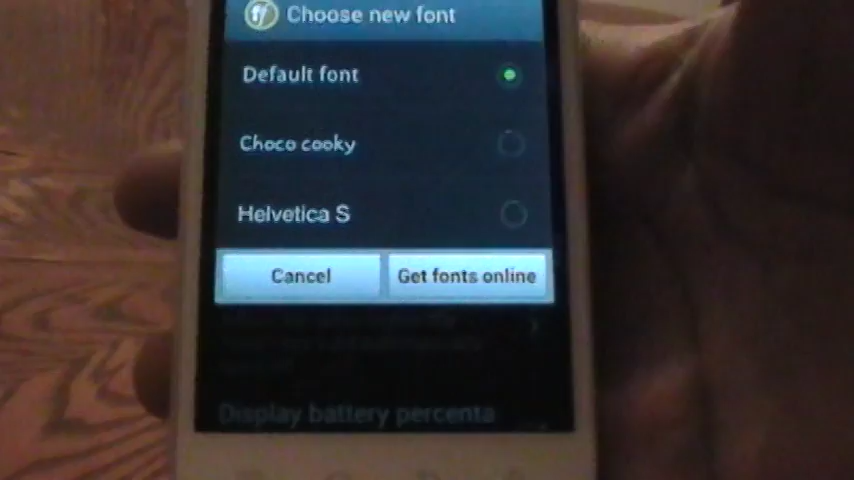 Choose new font
Default font
Choco cooky
Helvetica S
Cancel
Get fonts online
Display battery percenta